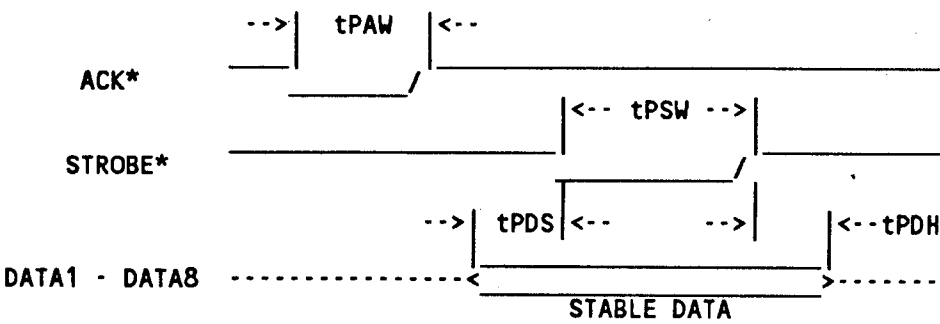 -->| tPAW |<--
ACK*
|<-- tPSW -->|
STROBE*
-->| tPDS |<-- -->| |<--tPDH
DATA1 - DATA8
STABLE DATA